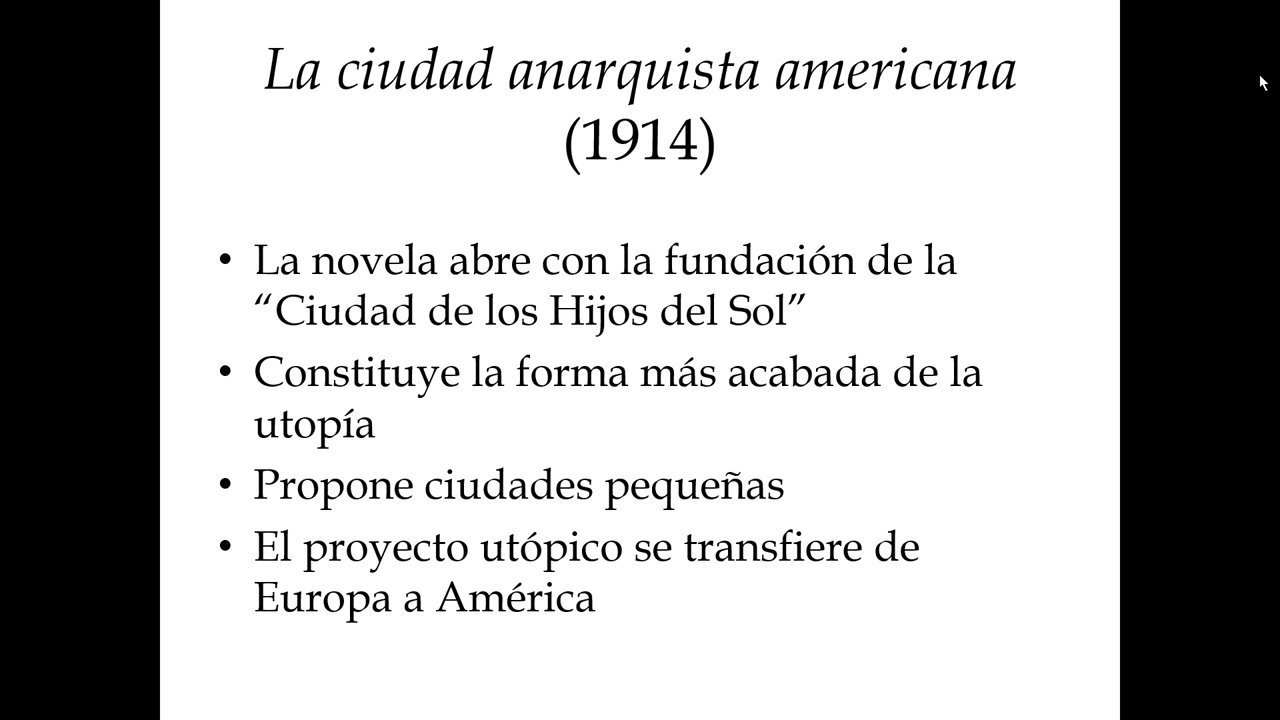 La ciudad anarquista americana
(1914)
• La novela abre con la fundación de la
“Ciudad de los Hijos del Sol”
• Constituye la forma más acabada de la
utopía
• Propone ciudades pequeñas
• El proyecto utópico se transfiere de
Europa a América